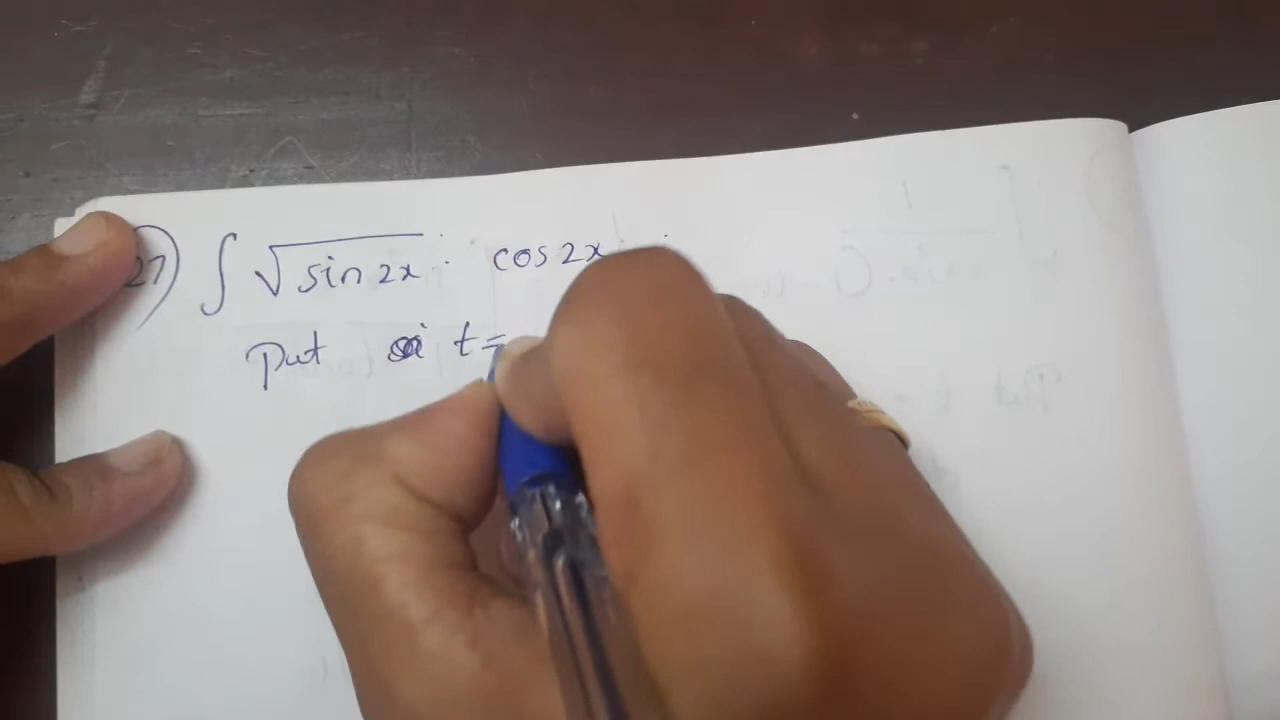 27) ∫ √sin 2x · cos 2x
Put t =